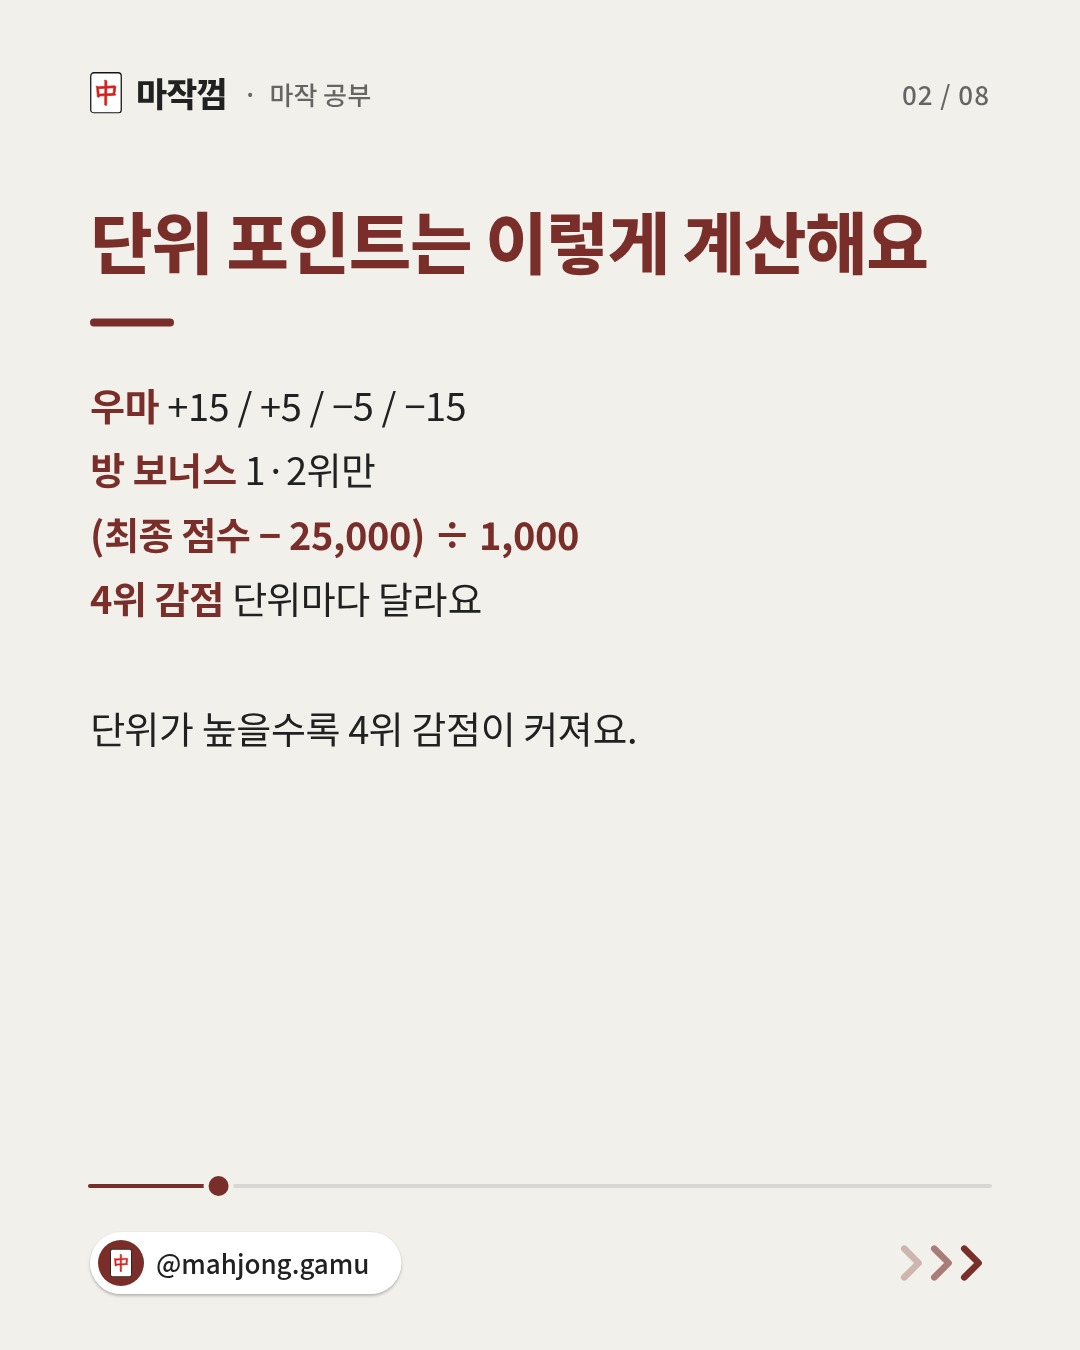 中 마작껌 · 마작 공부
02 / 08
단위 포인트는 이렇게 계산해요
우마 +15 / +5 / −5 / −15
방 보너스 1·2위만
(최종 점수 − 25,000) ÷ 1,000
4위 감점 단위마다 달라요
단위가 높을수록 4위 감점이 커져요.
中 @mahjong.gamu